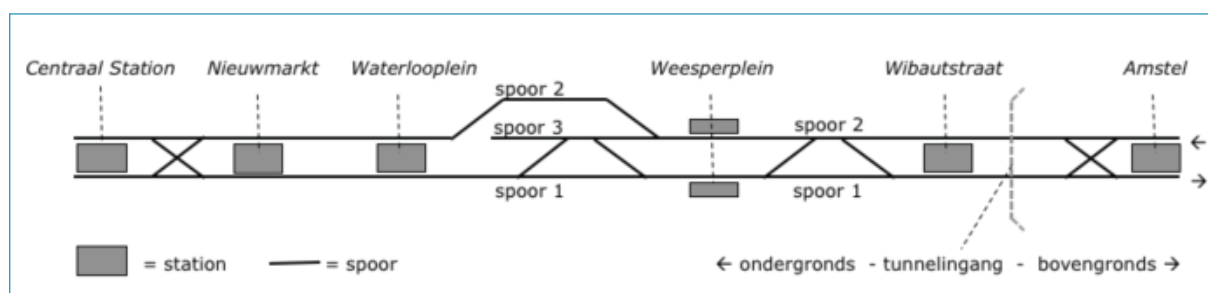 Centraal Station Nieuwmarkt Waterlooplein Weesperplein Wibautstraat Amstel
spoor 2
spoor 3 spoor 2
←
spoor 1 spoor 1 →
= station = spoor ← ondergronds - tunnelingang - bovengronds →